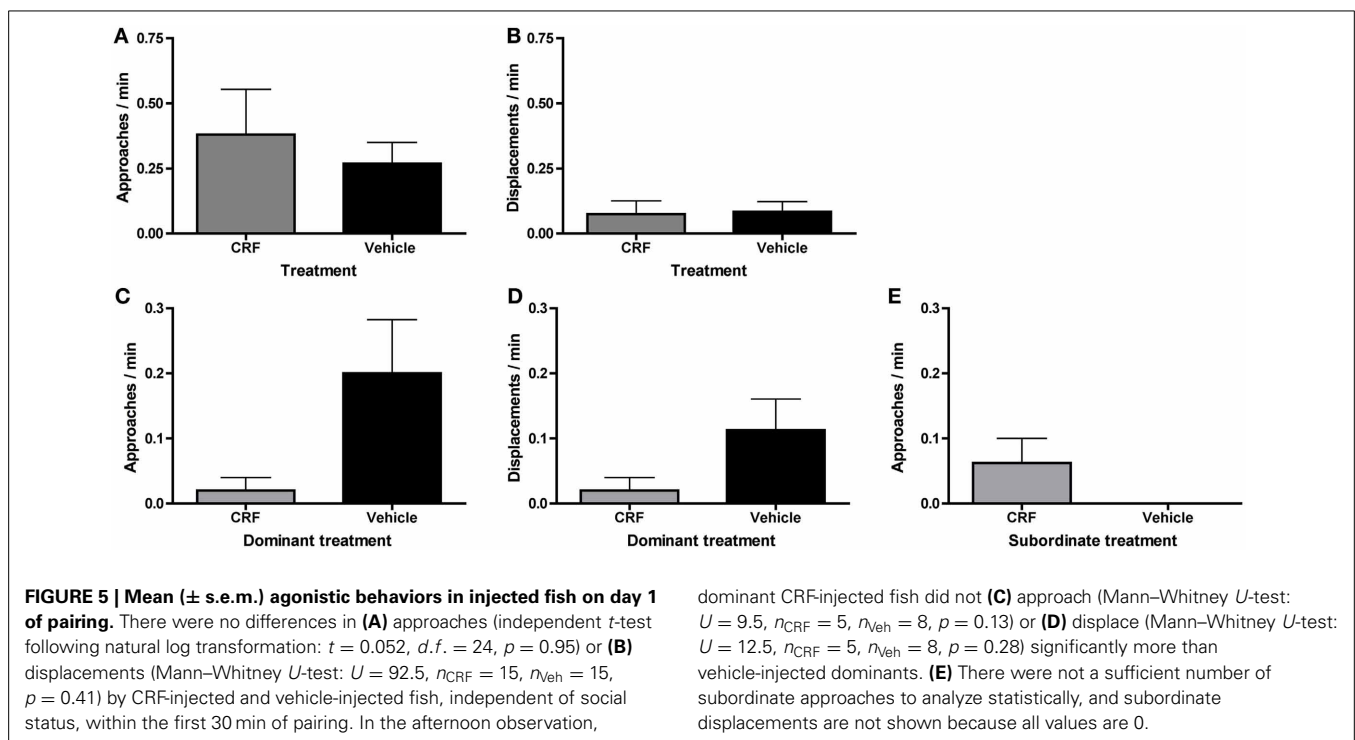 A
B
0.75
0.50
0.25
0.00
Approaches / min
CRF
Vehicle
Treatment
0.75
0.50
0.25
0.00
Displacements / min
CRF
Vehicle
Treatment
C
D
E
0.3
0.2
0.1
0.0
Approaches / min
CRF
Vehicle
Dominant treatment
0.3
0.2
0.1
0.0
Displacements / min
CRF
Vehicle
Dominant treatment
0.3
0.2
0.1
0.0
Approaches / min
CRF
Vehicle
Subordinate treatment
FIGURE 5 | Mean (± s.e.m.) agonistic behaviors in injected fish on day 1
of pairing. There were no differences in (A) approaches (independent t-test
following natural log transformation: t = 0.052, d.f. = 24, p = 0.95) or (B)
displacements (Mann–Whitney U-test: U = 92.5, nCRF = 15, nVeh = 15,
p = 0.41) by CRF-injected and vehicle-injected fish, independent of social
status, within the first 30 min of pairing. In the afternoon observation,
dominant CRF-injected fish did not (C) approach (Mann–Whitney U-test:
U = 9.5, nCRF = 5, nVeh = 8, p = 0.13) or (D) displace (Mann–Whitney U-test:
U = 12.5, nCRF = 5, nVeh = 8, p = 0.28) significantly more than
vehicle-injected dominants. (E) There were not a sufficient number of
subordinate approaches to analyze statistically, and subordinate
displacements are not shown because all values are 0.